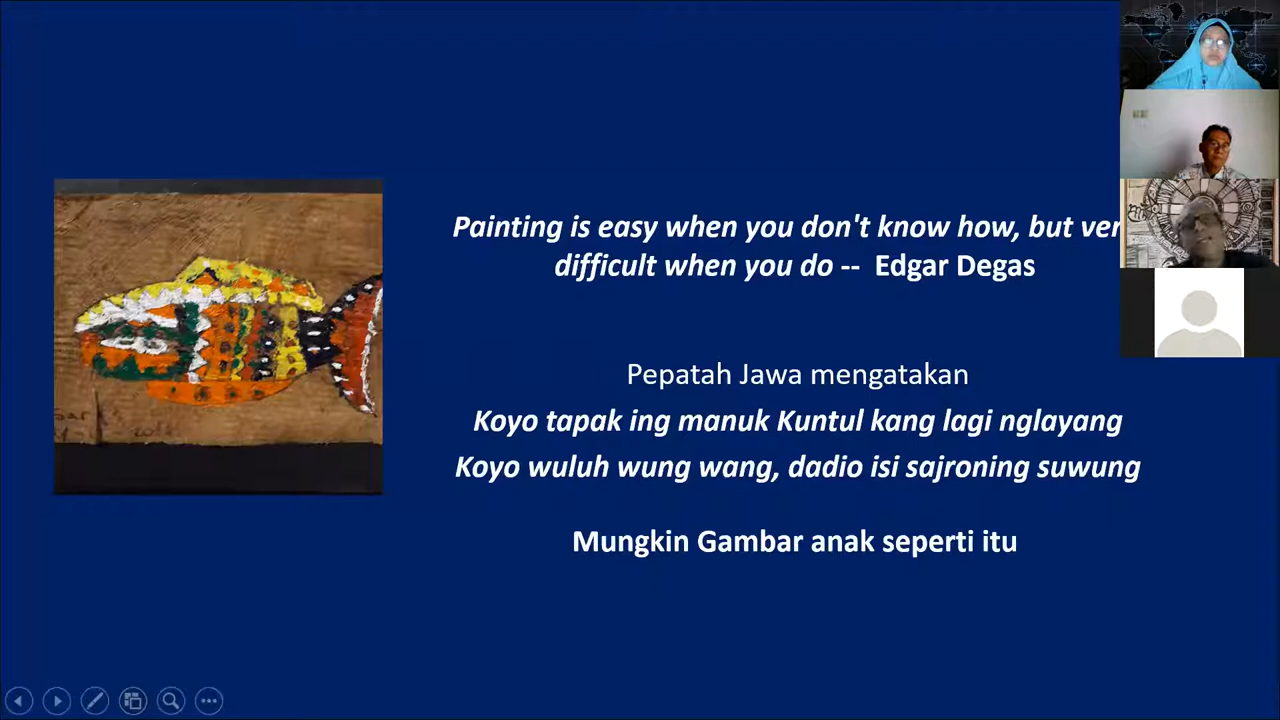 Painting is easy when you don't know how, but ver
difficult when you do -- Edgar Degas
Pepatah Jawa mengatakan
Koyo tapak ing manuk Kuntul kang lagi nglayang
Koyo wuluh wung wang, dadio isi sajroning suwung
Mungkin Gambar anak seperti itu